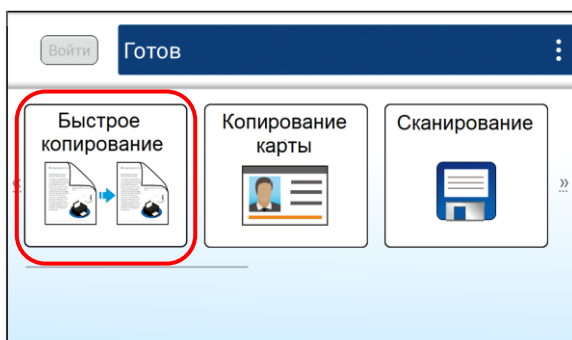 Войти
Готов
Быстрое
копирование
Копирование
карты
Сканирование
«
»